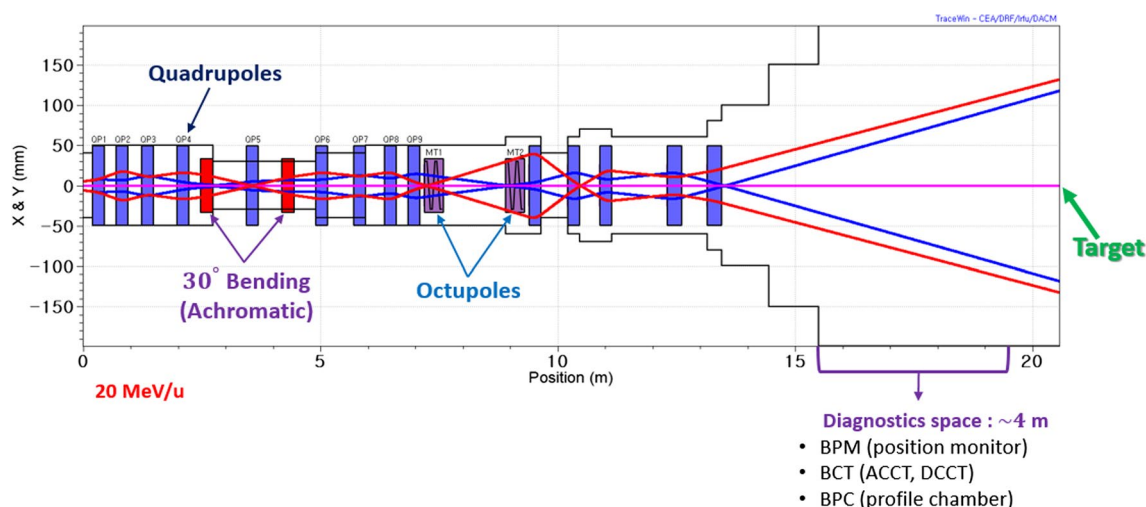 TraceWin - CEA/DRF/Irfu/DACM
Quadrupoles
QP1 QP2 QP3 QP4 QP5 QP6 QP7 QP8 QP9
MT1 MT2
X & Y (mm)
150
100
50
0
-50
-100
-150
30° Bending
(Achromatic)
Octupoles
Target
0 5 10 15 20
Position (m)
20 MeV/u
Diagnostics space : ~4 m
• BPM (position monitor)
• BCT (ACCT, DCCT)
• BPC (profile chamber)